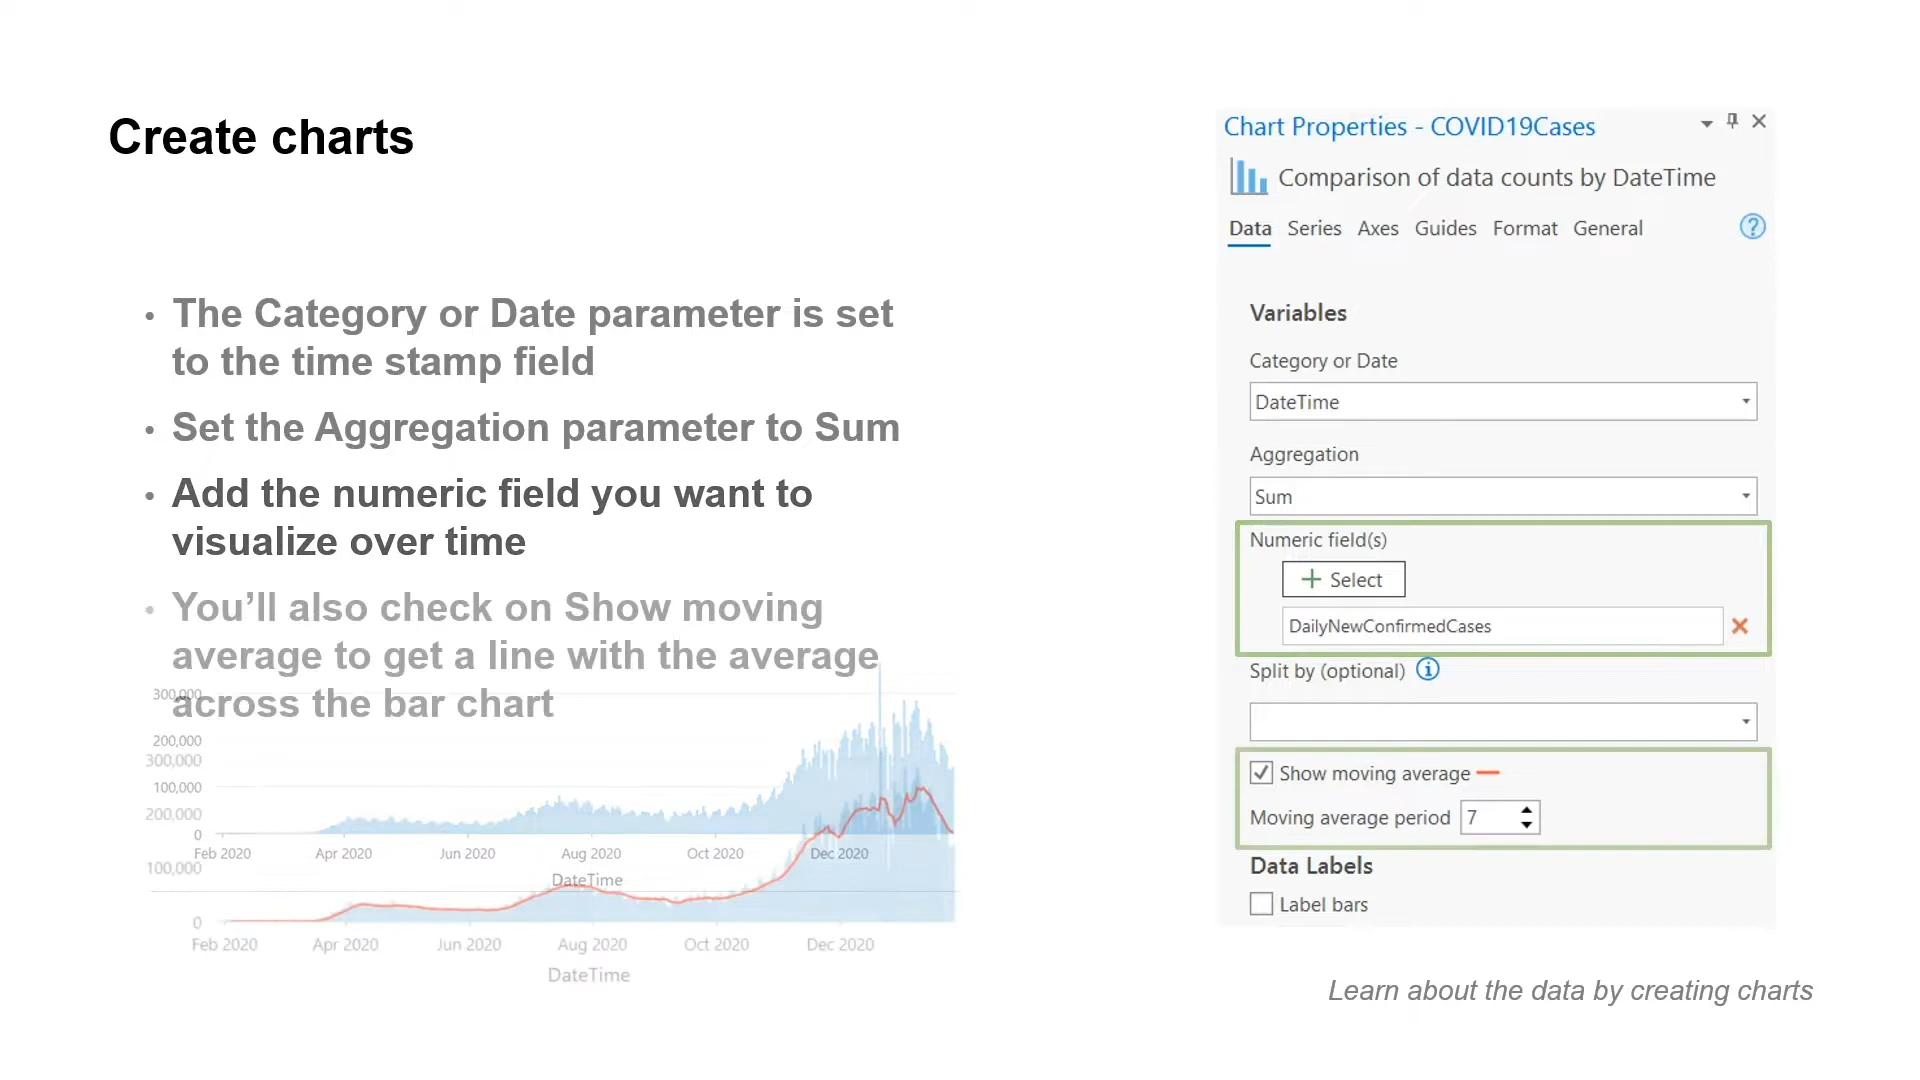 Create charts
• The Category or Date parameter is set
to the time stamp field
• Set the Aggregation parameter to Sum
• Add the numeric field you want to
visualize over time
• You’ll also check on Show moving
average to get a line with the average
across the bar chart
300,000
200,000
100,000
0
Feb 2020 Apr 2020 Jun 2020 Aug 2020 Oct 2020 Dec 2020
DateTime
300,000
200,000
100,000
0
Feb 2020 Apr 2020 Jun 2020 Aug 2020 Oct 2020 Dec 2020
DateTime
Chart Properties - COVID19Cases
Comparison of data counts by DateTime
Data Series Axes Guides Format General
Variables
Category or Date
DateTime
Aggregation
Sum
Numeric field(s)
+ Select
DailyNewConfirmedCases
Split by (optional)
Show moving average
Moving average period 7
Data Labels
Label bars
Learn about the data by creating charts